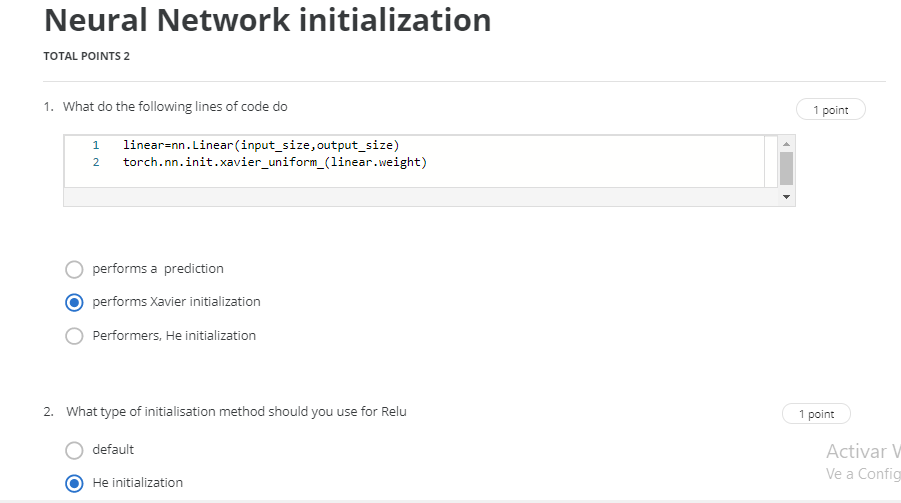 Neural Network initialization
TOTAL POINTS 2
1. What do the following lines of code do
1 point
1 linear=nn.Linear(input_size,output_size)
2 torch.nn.init.xavier_uniform_(linear.weight)
performs a prediction
performs Xavier initialization
Performers, He initialization
2. What type of initialisation method should you use for Relu
1 point
default
Activar
He initialization
Ve a Config